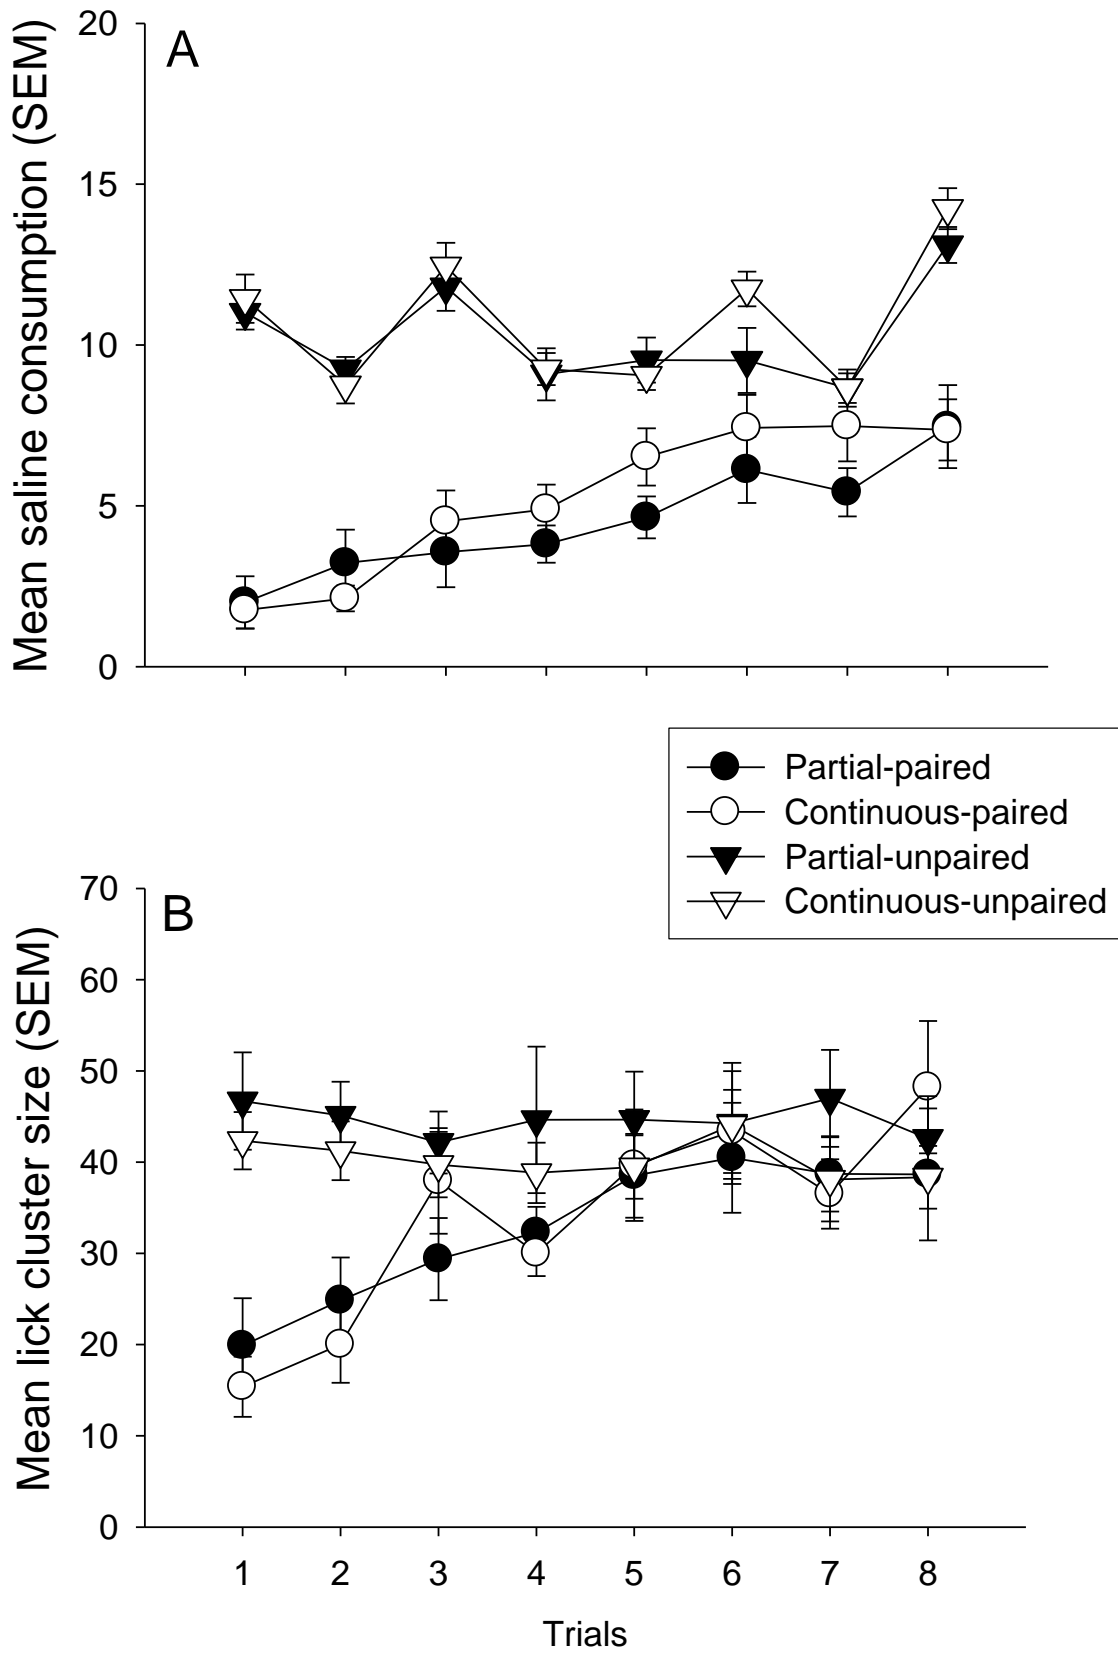 A
Mean saline consumption (SEM)
20
15
10
5
0
Partial-paired
Continuous-paired
Partial-unpaired
Continuous-unpaired
B
Mean lick cluster size (SEM)
70
60
50
40
30
20
10
0
1 2 3 4 5 6 7 8
Trials